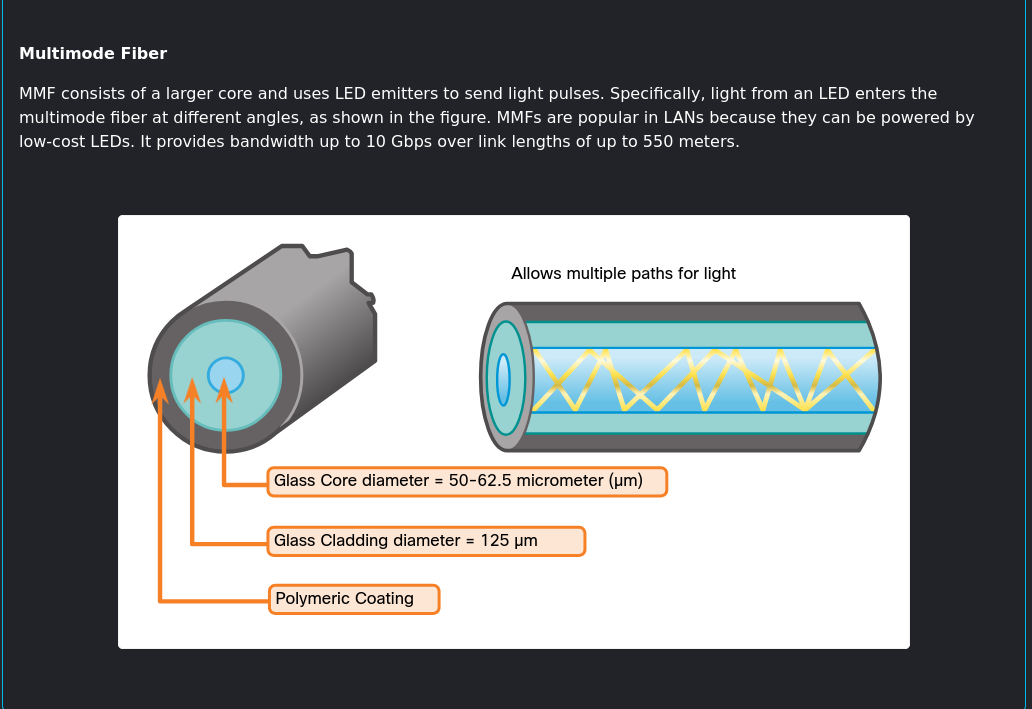 Multimode Fiber
MMF consists of a larger core and uses LED emitters to send light pulses. Specifically, light from an LED enters the
multimode fiber at different angles, as shown in the figure. MMFs are popular in LANs because they can be powered by
low-cost LEDs. It provides bandwidth up to 10 Gbps over link lengths of up to 550 meters.
Allows multiple paths for light
Glass Core diameter = 50-62.5 micrometer (μm)
Glass Cladding diameter = 125 μm
Polymeric Coating